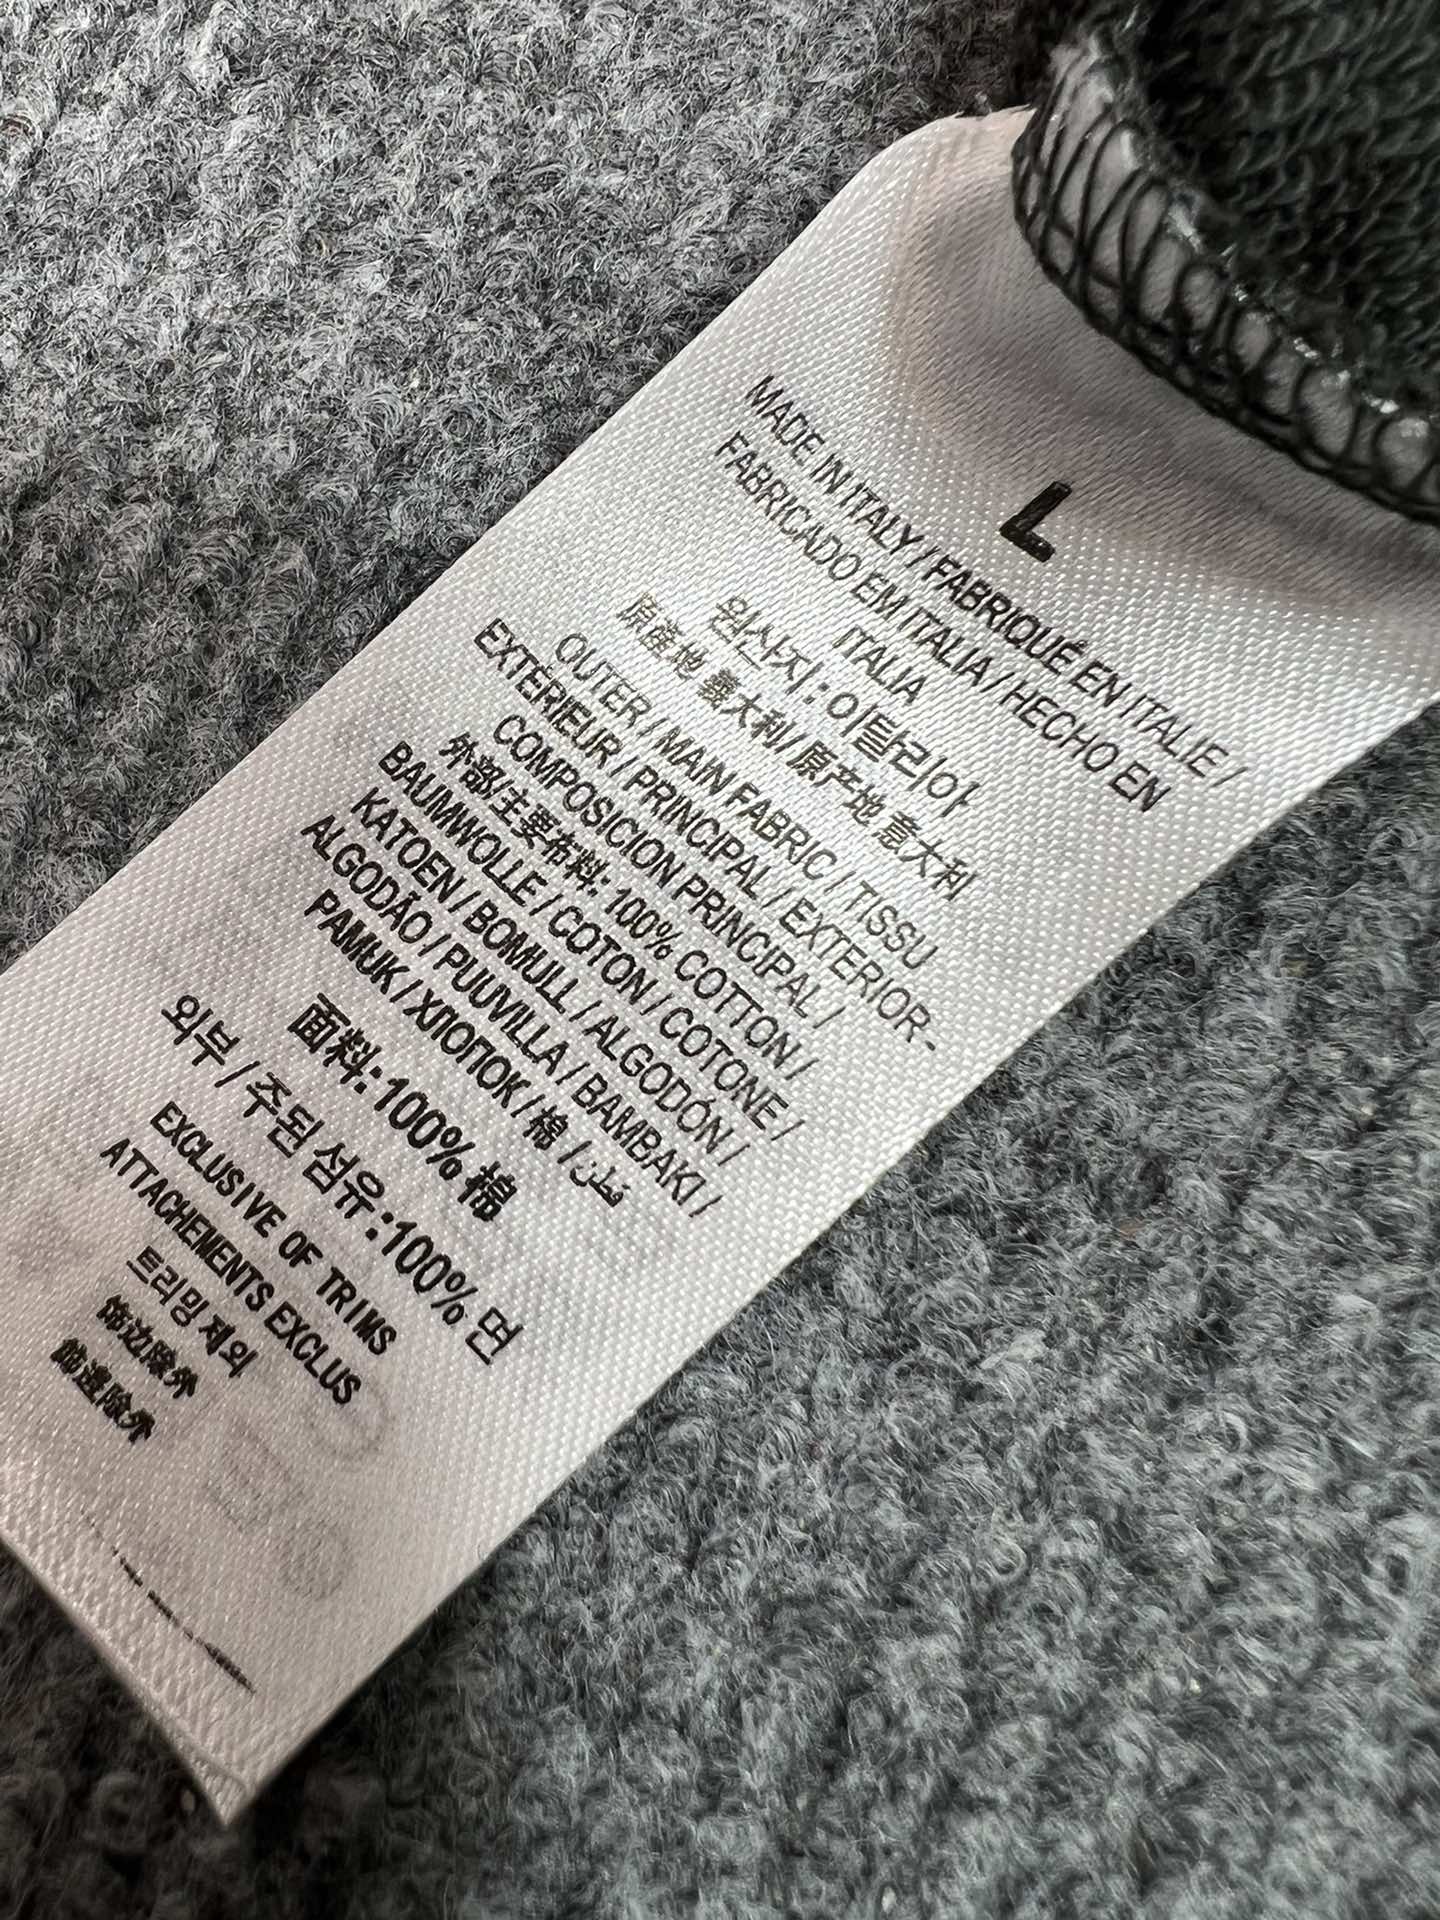 L
MADE IN ITALY / FABRIQUÉ EN ITALIE /
FABRICADO EM ITALIA / HECHO EN
ITALIA
원산지 : 이탈리아
原產地 義大利 / 原产地 意大利
OUTER / MAIN FABRIC / TISSU
EXTÉRIEUR / PRINCIPAL / EXTERIOR-
COMPOSICION PRINCIPAL /
外部/主要布料: 100% COTTON /
BAUMWOLLE / COTON / COTONE /
KATOEN / BOMULL / ALGODÓN /
ALGODÃO / PUUVILLA / BAMBAKI /
PAMUK / ХЛОПОК / 棉 / قطن
面料: 100% 棉
외부 / 주된 섬유 : 100% 면
EXCLUSIVE OF TRIMS
ATTACHEMENTS EXCLUS
트리밍 제외
饰边除外
飾邊除外